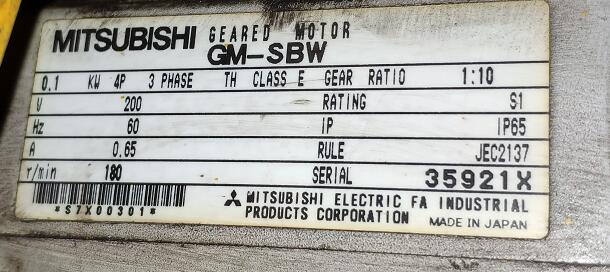 MITSUBISHI GEARED MOTOR
GM-SBW
0.1 KW 4P 3 PHASE TH CLASS E GEAR RATIO 1:10
V 200 RATING S1
Hz 60 IP IP65
A 0.65 RULE JEC2137
r/min 180 SERIAL 35921X
*S7X00301*
MITSUBISHI ELECTRIC FA INDUSTRIAL
PRODUCTS CORPORATION MADE IN JAPAN